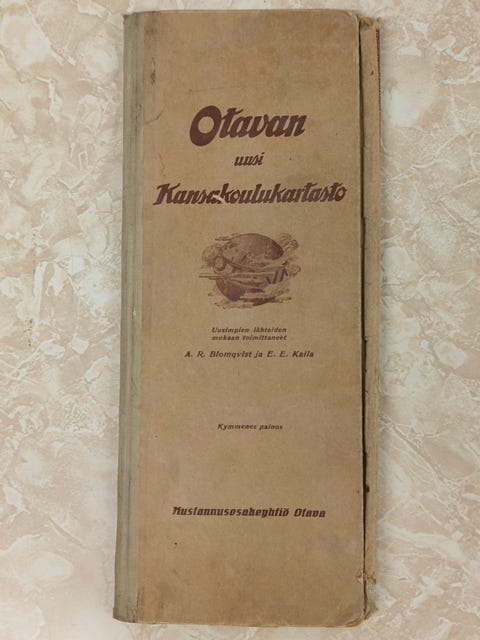 Otavan
uusi
Kansakoulukartasto
Uusimpien lähteiden
mukaan toimittaneet
A. R. Blomqvist ja E. E. Kaila
Kymmenes painos
Kustannusosakeyhtiö Otava